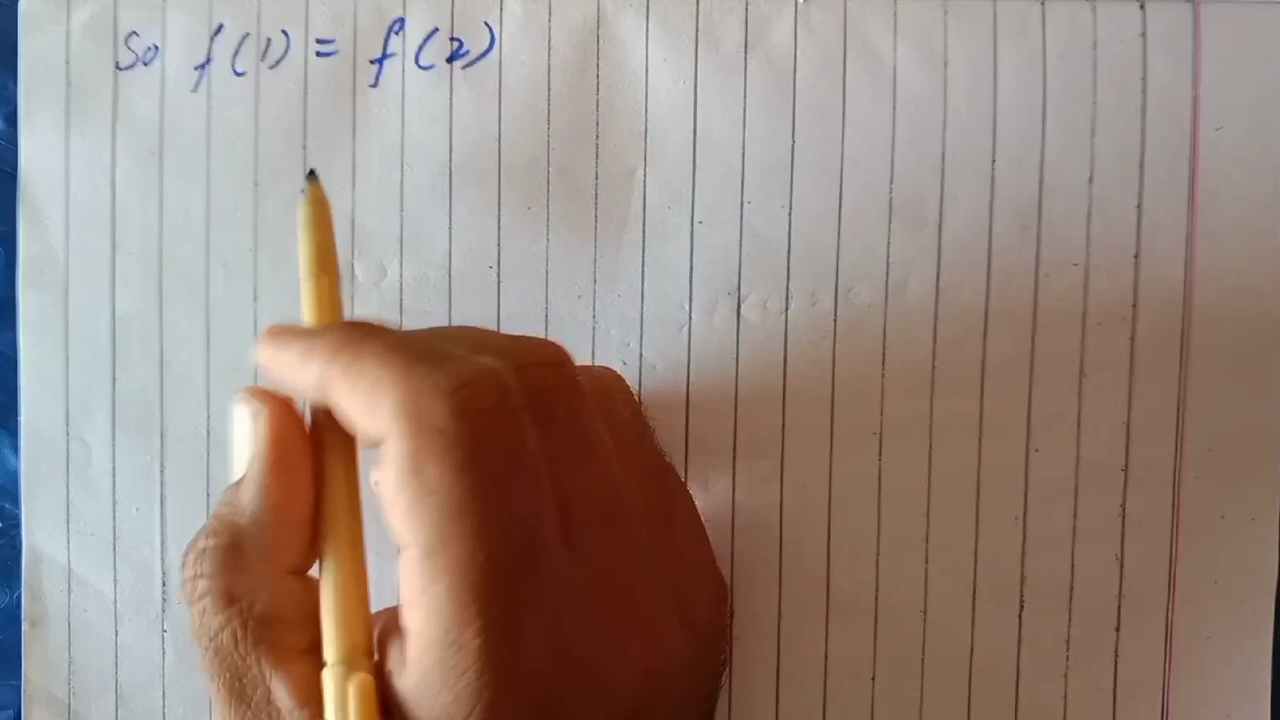 So f(1) = f(2)